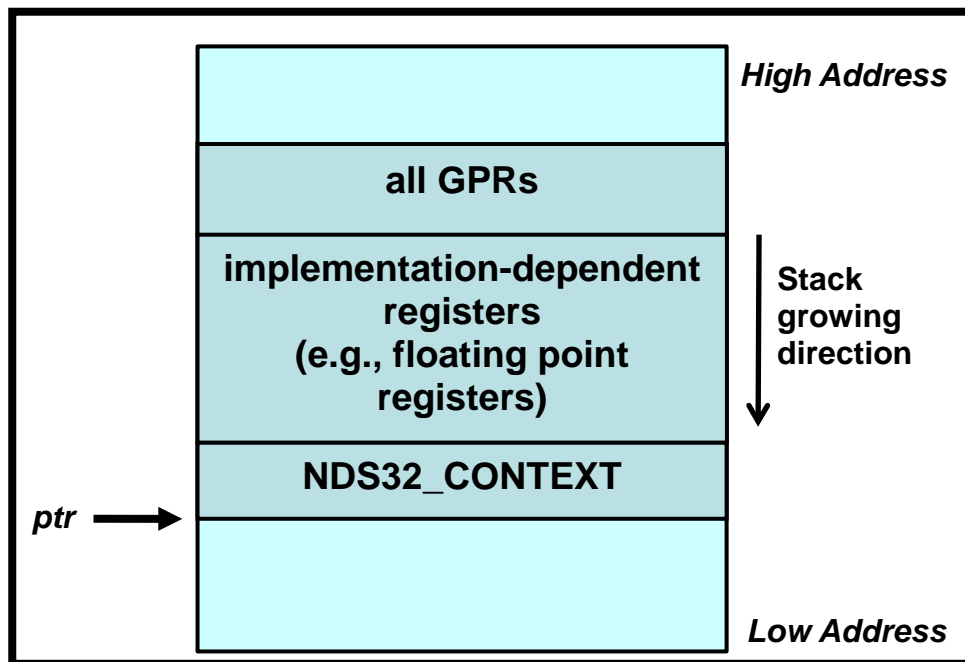 High Address
all GPRs
implementation-dependent
registers
(e.g., floating point
registers)
Stack
growing
direction
NDS32_CONTEXT
ptr
Low Address